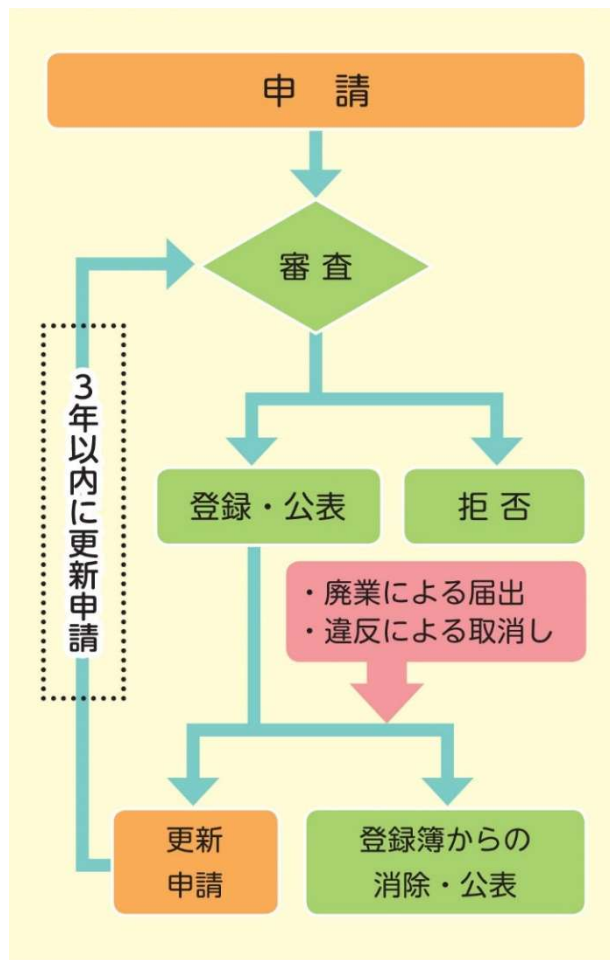 申 請
審 査
3年以内に更新申請
登録・公表
拒 否
・廃業による届出
・違反による取消し
更新
申請
登録簿からの
消除・公表